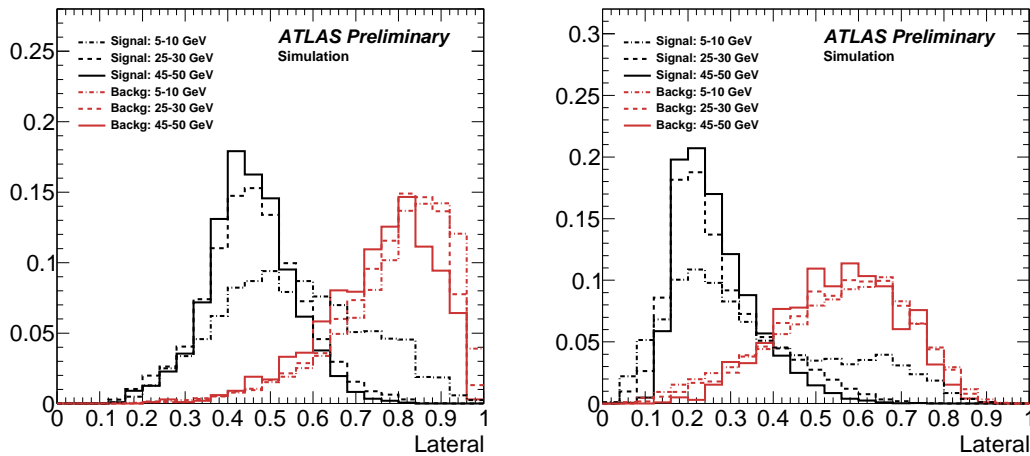 ATLAS Preliminary
Simulation
Signal: 5-10 GeV
Signal: 25-30 GeV
Signal: 45-50 GeV
Backg: 5-10 GeV
Backg: 25-30 GeV
Backg: 45-50 GeV
0.25
0.2
0.15
0.1
0.05
0
0 0.1 0.2 0.3 0.4 0.5 0.6 0.7 0.8 0.9 1
Lateral
ATLAS Preliminary
Simulation
Signal: 5-10 GeV
Signal: 25-30 GeV
Signal: 45-50 GeV
Backg: 5-10 GeV
Backg: 25-30 GeV
Backg: 45-50 GeV
0.3
0.25
0.2
0.15
0.1
0.05
0
0 0.1 0.2 0.3 0.4 0.5 0.6 0.7 0.8 0.9 1
Lateral